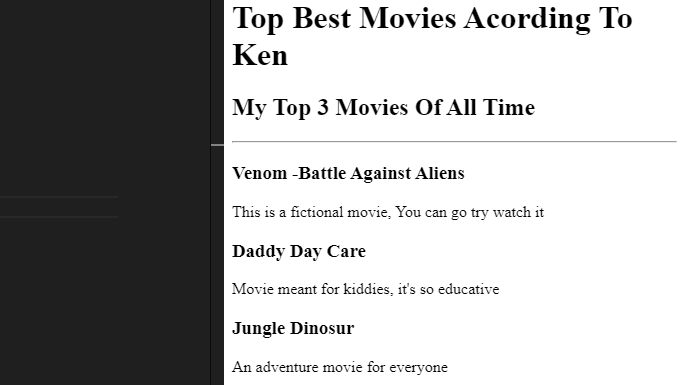 Top Best Movies Acording To
Ken
My Top 3 Movies Of All Time
Venom -Battle Against Aliens
This is a fictional movie, You can go try watch it
Daddy Day Care
Movie meant for kiddies, it's so educative
Jungle Dinosur
An adventure movie for everyone